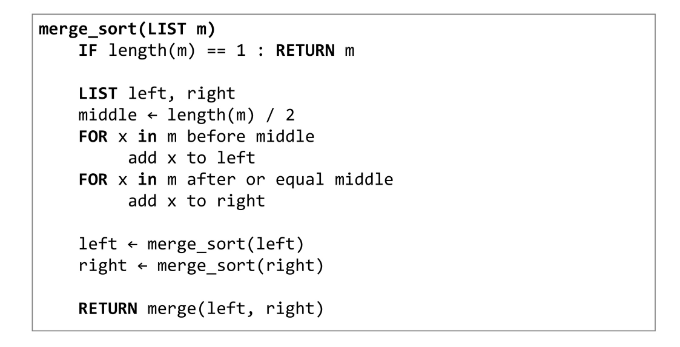 merge_sort(LIST m)
IF length(m) == 1 : RETURN m
LIST left, right
middle ← length(m) / 2
FOR x in m before middle
add x to left
FOR x in m after or equal middle
add x to right
left ← merge_sort(left)
right ← merge_sort(right)
RETURN merge(left, right)